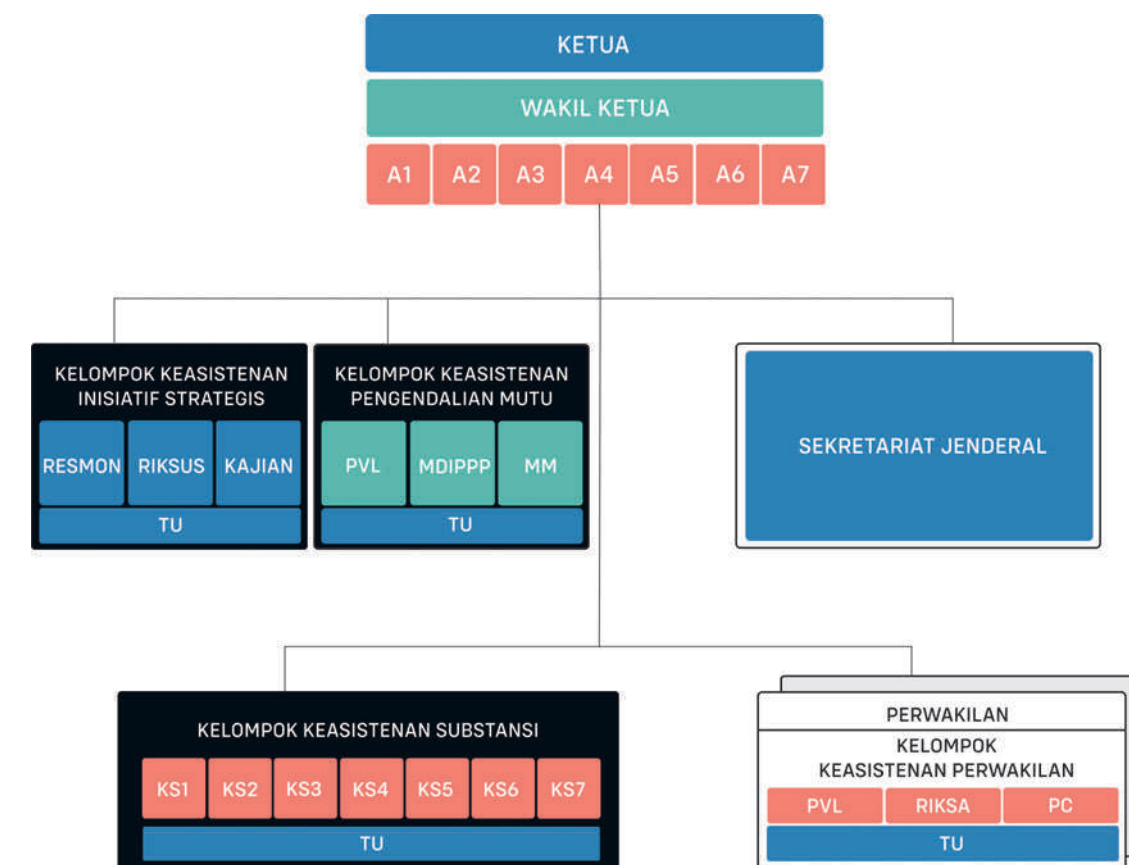 KETUA
WAKIL KETUA
A1 A2 A3 A4 A5 A6 A7
KELOMPOK KEASISTENAN
INISIATIF STRATEGIS
RESMON RIKSUS KAJIAN
TU
KELOMPOK KEASISTENAN
PENGENDALIAN MUTU
PVL MDIPPP MM
TU
SEKRETARIAT JENDERAL
KELOMPOK KEASISTENAN SUBSTANSI
KS1 KS2 KS3 KS4 KS5 KS6 KS7
TU
PERWAKILAN
KELOMPOK
KEASISTENAN PERWAKILAN
PVL RIKSA PC
TU